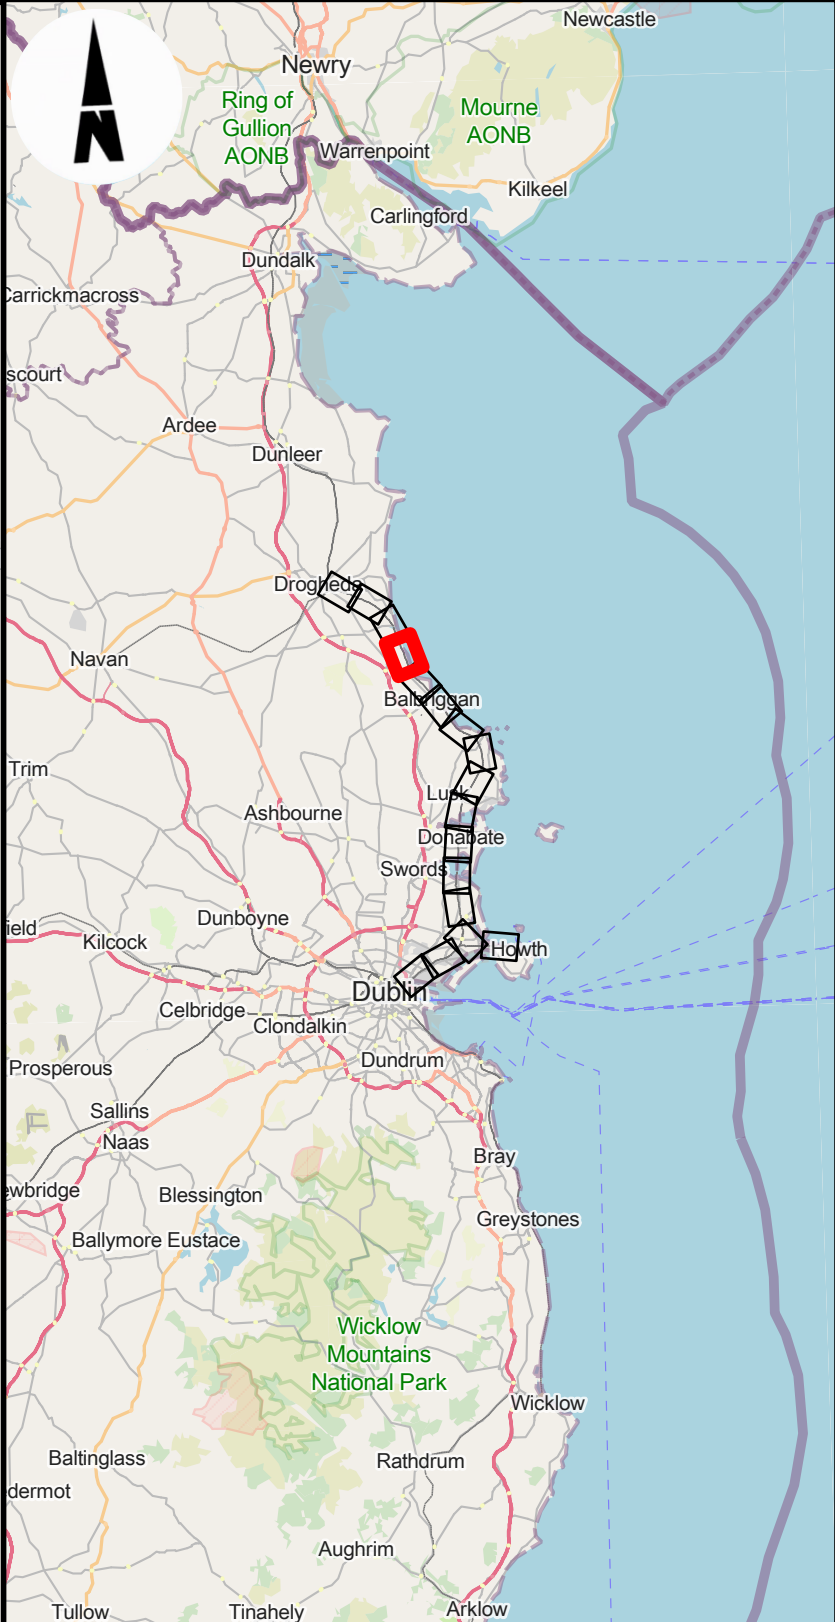 Newcastle
Newry
Ring of
Gullion
AONB
Mourne
AONB
N
Warrenpoint
Kilkeel
Carlingford
Dundalk
Carrickmacross
scourt
Ardee
Dunleer
Drogheda
Navan
Balbriggan
Trim
Lusk
Ashbourne
Donabate
Swords
Dunboyne
ield
Kilcock
Howth
Dublin
Celbridge
Clondalkin
Dundrum
Prosperous
Sallins
Naas
Bray
ewbridge
Blessington
Greystones
Ballymore Eustace
Wicklow
Mountains
National Park
Wicklow
Baltinglass
Rathdrum
dermot
Aughrim
Tullow
Tinahely
Arklow